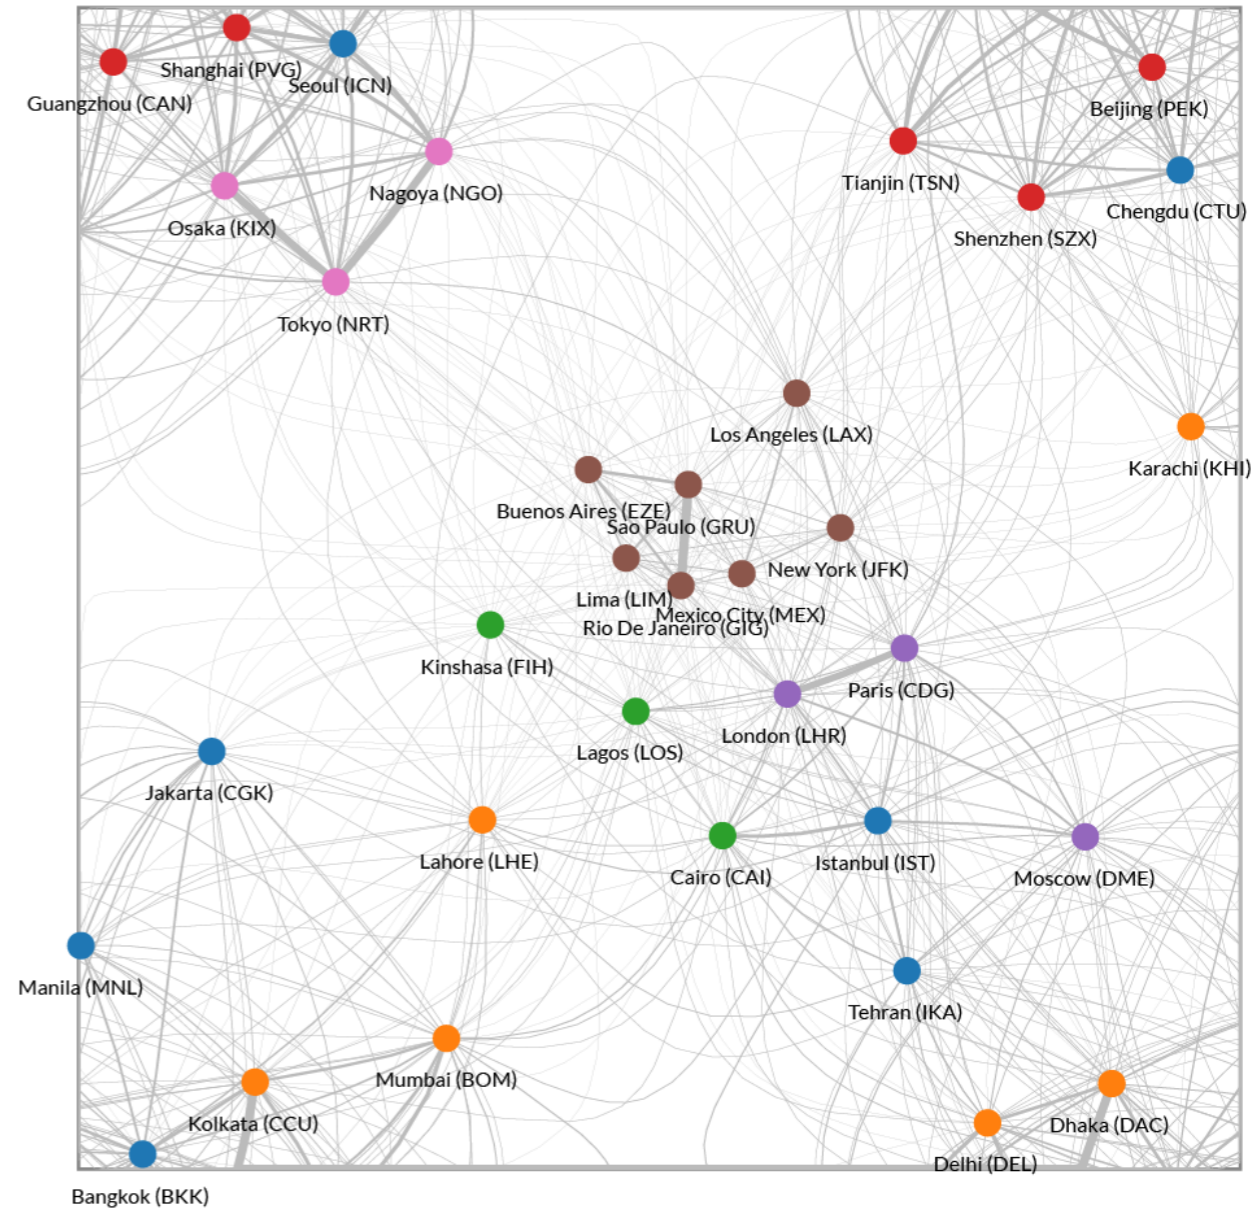 Shanghai (PVG)
Seoul (ICN)
Guangzhou (CAN)
Beijing (PEK)
Nagoya (NGO)
Tianjin (TSN)
Chengdu (CTU)
Osaka (KIX)
Shenzhen (SZX)
Tokyo (NRT)
Los Angeles (LAX)
Karachi (KHI)
Buenos Aires (EZE)
Sao Paulo (GRU)
New York (JFK)
Lima (LIM)
Mexico City (MEX)
Rio De Janeiro (GIG)
Kinshasa (FIH)
Paris (CDG)
London (LHR)
Lagos (LOS)
Jakarta (CGK)
Lahore (LHE)
Istanbul (IST)
Cairo (CAI)
Moscow (DME)
Manila (MNL)
Tehran (IKA)
Mumbai (BOM)
Kolkata (CCU)
Dhaka (DAC)
Delhi (DEL)
Bangkok (BKK)